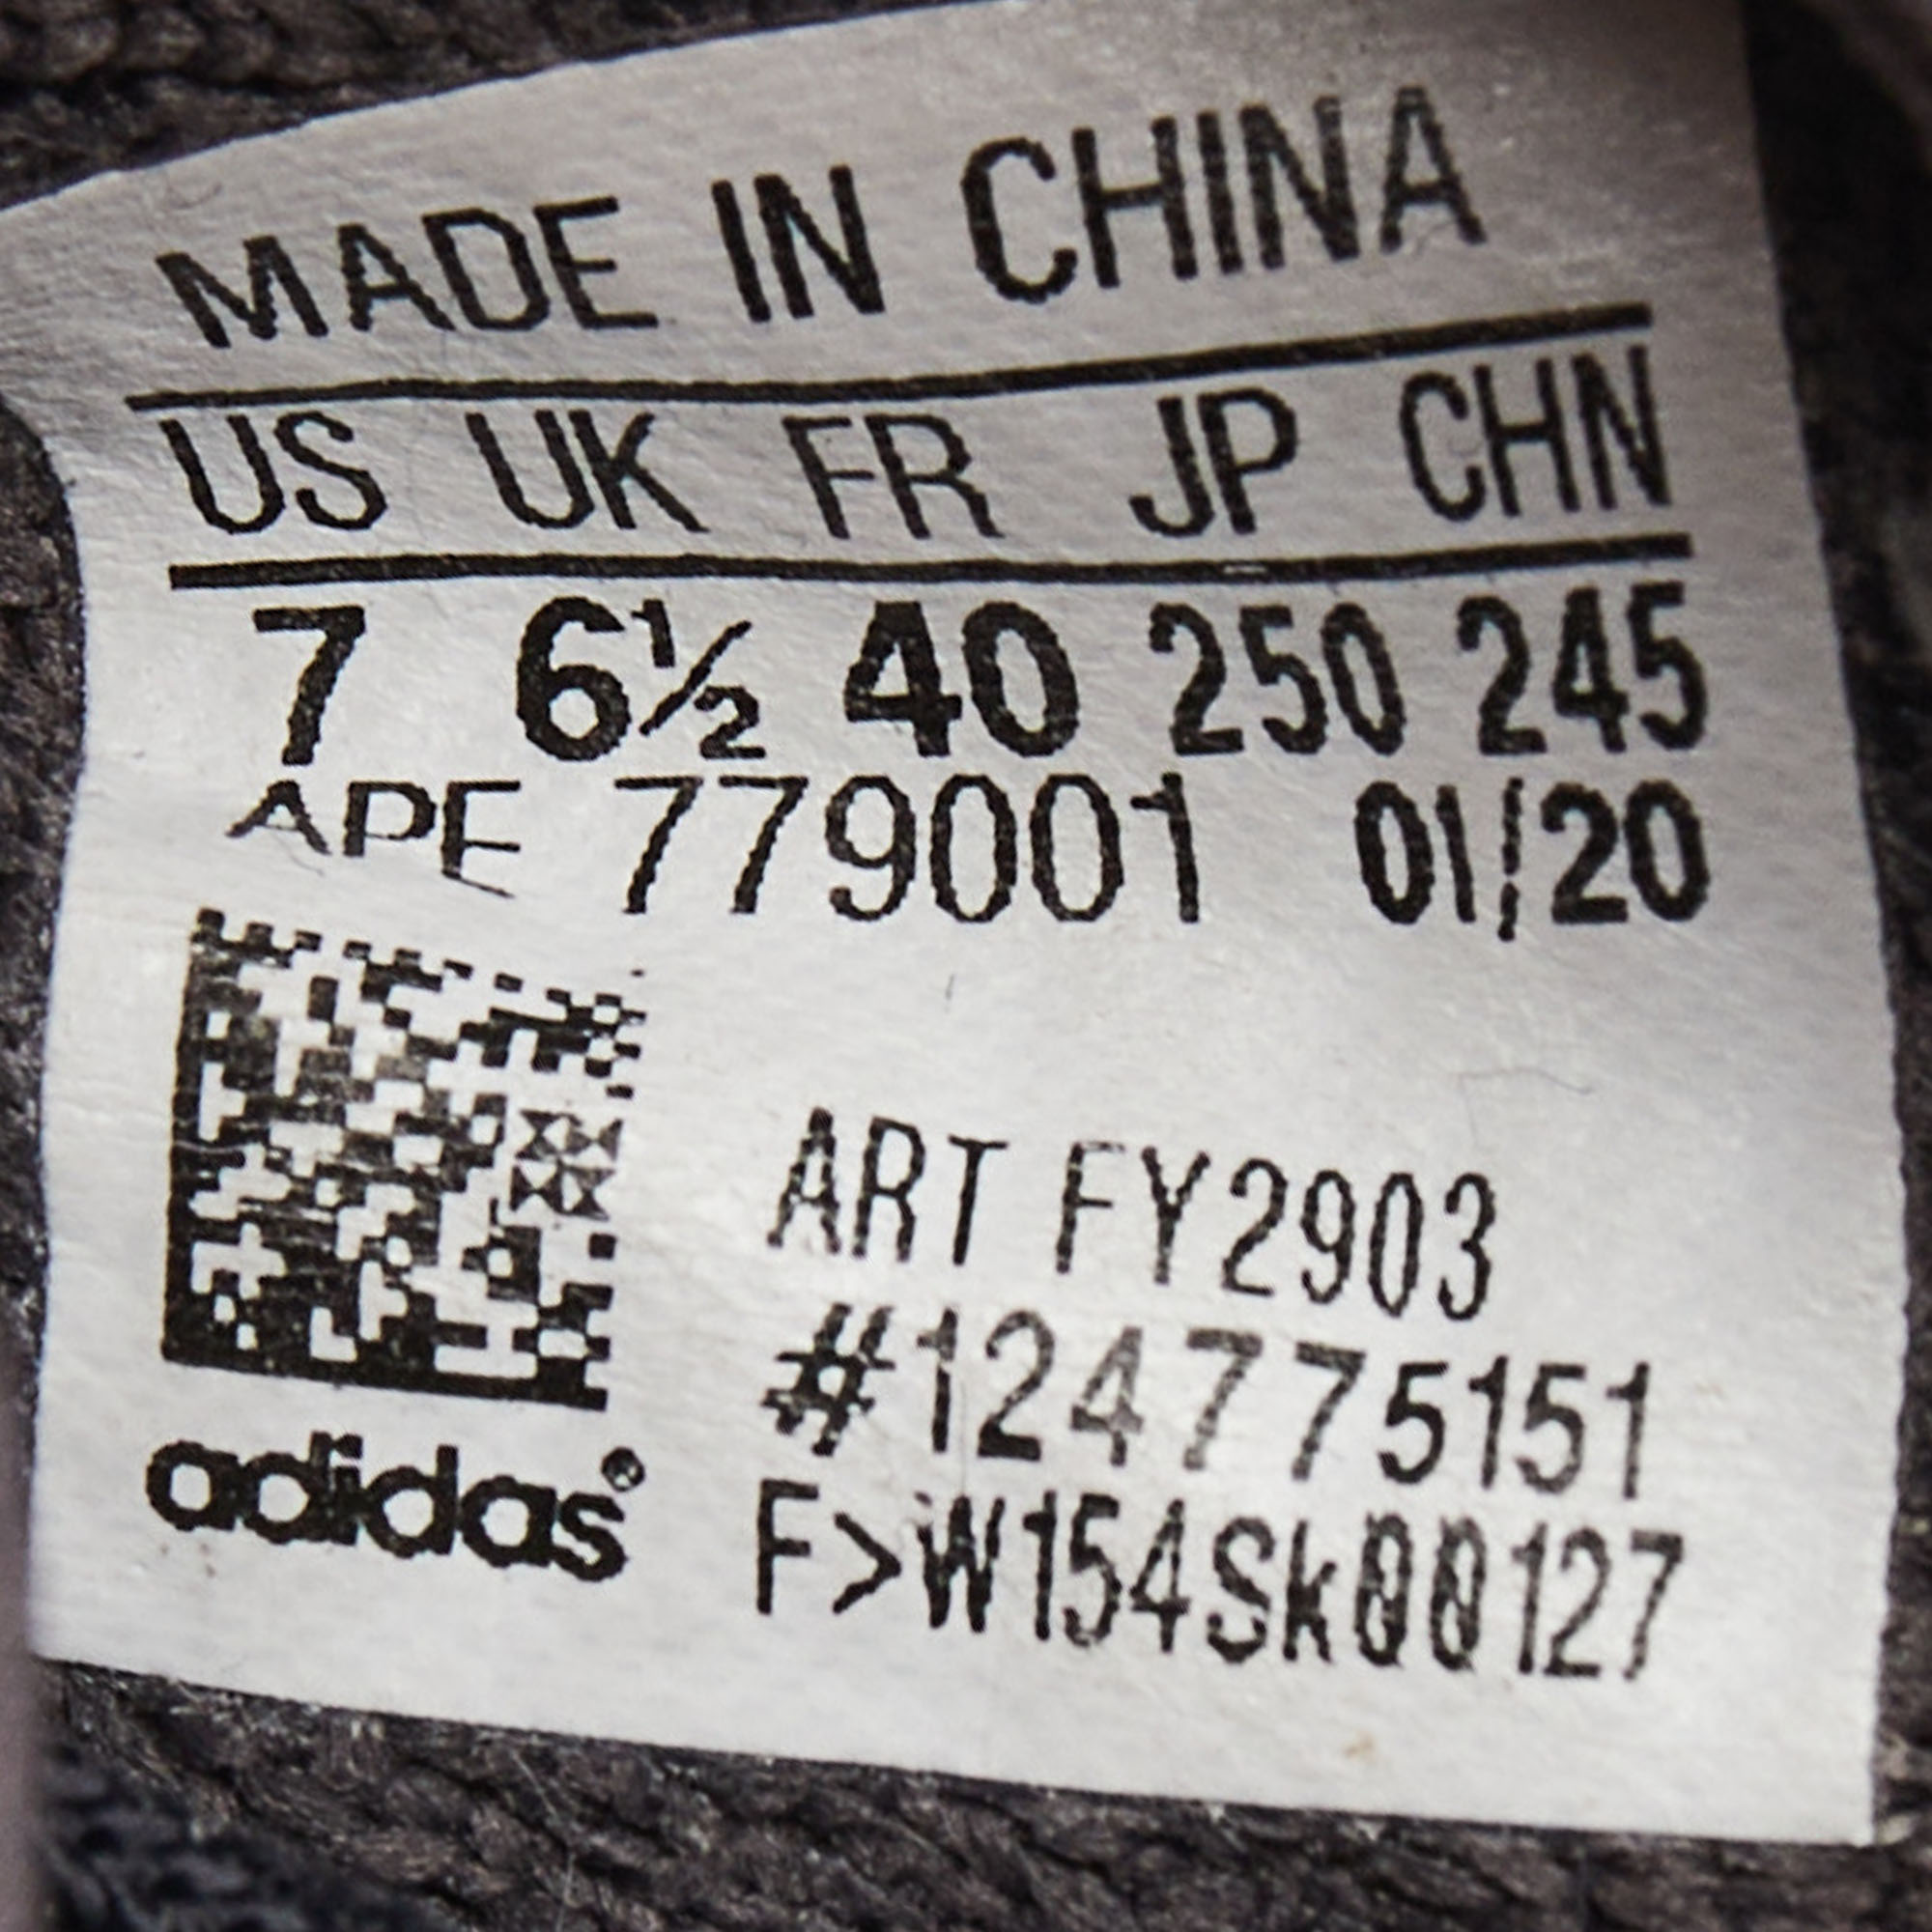 MADE IN CHINA
US UK FR JP CHN
7 6½ 40 250 245
APE 779001 01/20
ART FY2903
#124775151
adidas®
F>W154Sk00127